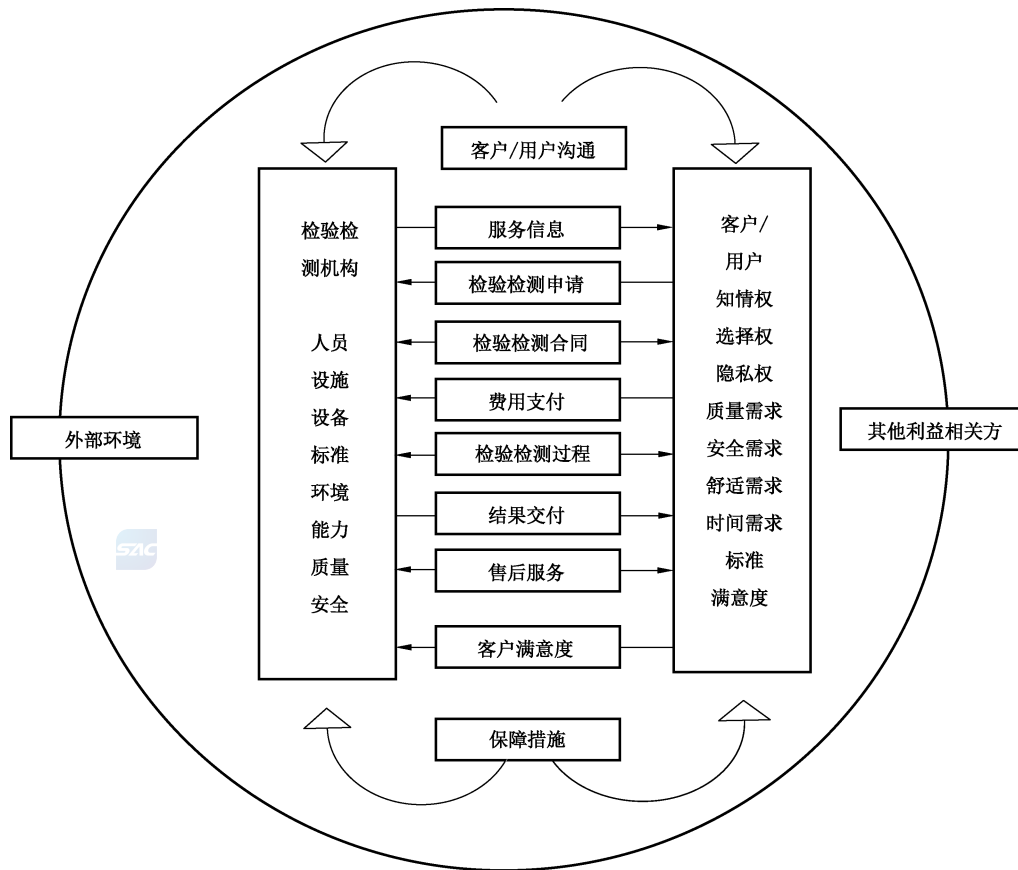 客户/用户沟通
检验检
测机构
人员
设施
设备
标准
环境
能力
质量
安全
服务信息
检验检测申请
检验检测合同
费用支付
检验检测过程
结果交付
售后服务
客户满意度
客户/
用户
知情权
选择权
隐私权
质量需求
安全需求
舒适需求
时间需求
标准
满意度
外部环境
其他利益相关方
保障措施
SAC